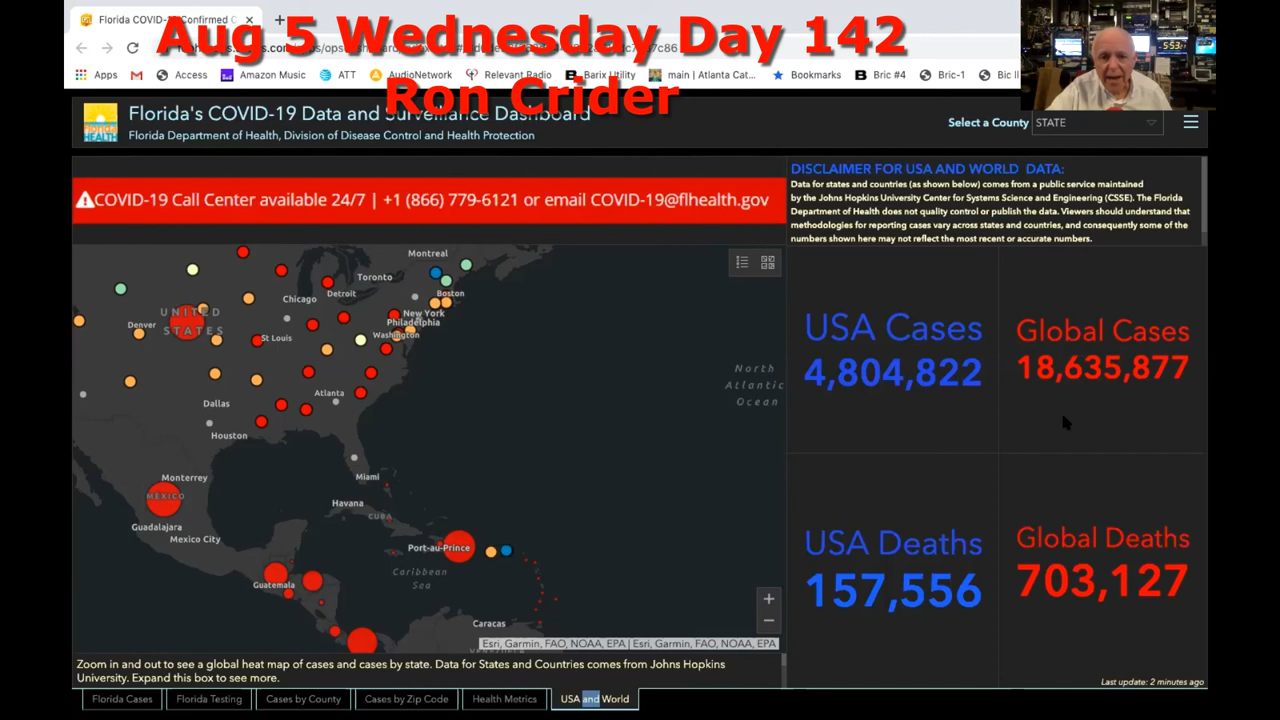 Florida COVID-19 Confirmed C
Aug 5 Wednesday Day 142
5:53
Apps
Access
Amazon Music
ATT
AudioNetwork
Relevant Radio
Barix Utility
main | Atlanta Cat...
Bookmarks
Bric #4
Bric-1
Bic II
Ron Crider
Florida's COVID-19 Data and Surveillance Dashboard
Florida Department of Health, Division of Disease Control and Health Protection
Florida
HEALTH
Select a County
STATE
COVID-19 Call Center available 24/7 | +1 (866) 779-6121 or email COVID-19@flhealth.gov
DISCLAIMER FOR USA AND WORLD DATA:
Data for states and countries (as shown below) comes from a public service maintained
by the Johns Hopkins University Center for Systems Science and Engineering (CSSE). The Florida
Department of Health does not quality control or publish the data. Viewers should understand that
methodologies for reporting cases vary across states and countries, and consequently some of the
numbers shown here may not reflect the most recent or accurate numbers.
Montreal
Toronto
Chicago
Detroit
Boston
UNITED
STATES
New York
Philadelphia
Denver
Washington
St Louis
Atlanta
Dallas
Houston
North
Atlantic
Ocean
Monterrey
Miami
MÉXICO
Havana
CUBA
Guadalajara
Mexico City
Port-au-Prince
Caribbean
Sea
Guatemala
Caracas
USA Cases
4,804,822
Global Cases
18,635,877
USA Deaths
157,556
Global Deaths
703,127
Esri, Garmin, FAO, NOAA, EPA | Esri, Garmin, FAO, NOAA, EPA
Zoom in and out to see a global heat map of cases and cases by state. Data for States and Countries comes from Johns Hopkins
University. Expand this box to see more.
Last update: 2 minutes ago
Florida Cases
Florida Testing
Cases by County
Cases by Zip Code
Health Metrics
USA and World